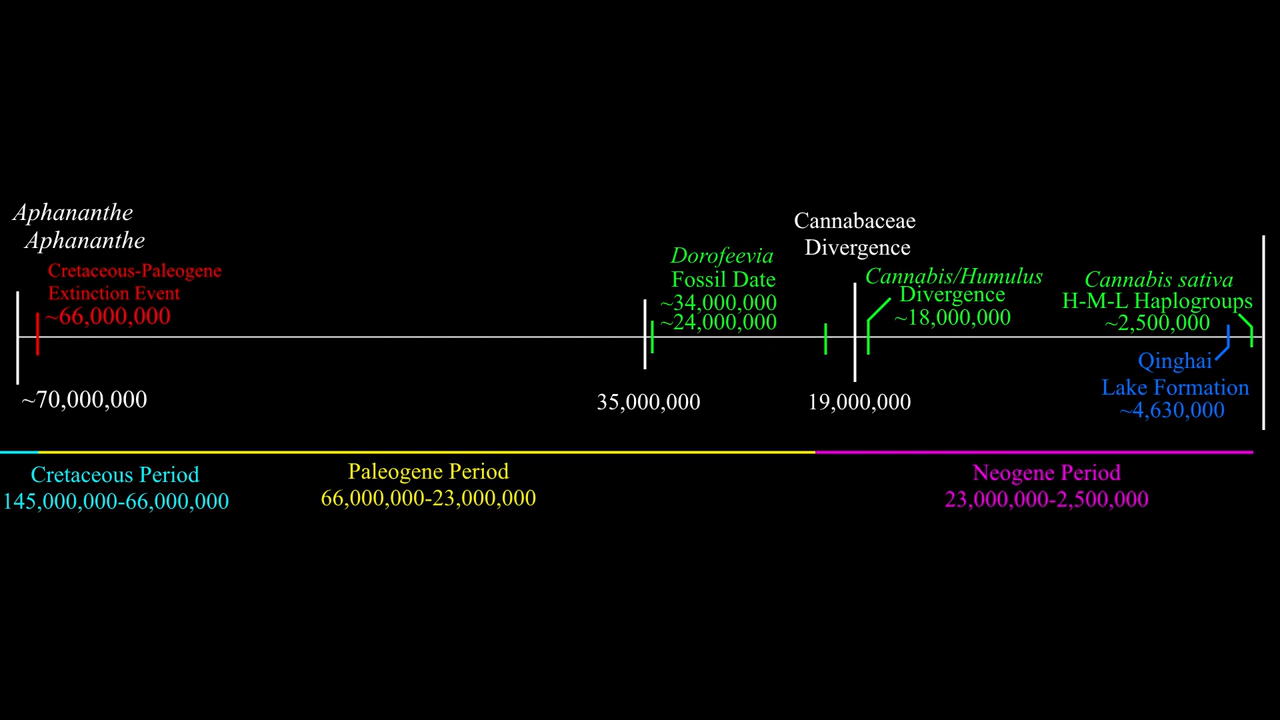 Aphananthe
Aphananthe
Cretaceous-Paleogene
Extinction Event
~66,000,000
~70,000,000
Dorofeevia
Fossil Date
~34,000,000
~24,000,000
35,000,000
Cannabaceae
Divergence
19,000,000
Cannabis/Humulus
Divergence
~18,000,000
Cannabis sativa
H-M-L Haplogroups
~2,500,000
Qinghai
Lake Formation
~4,630,000
Cretaceous Period
145,000,000-66,000,000
Paleogene Period
66,000,000-23,000,000
Neogene Period
23,000,000-2,500,000